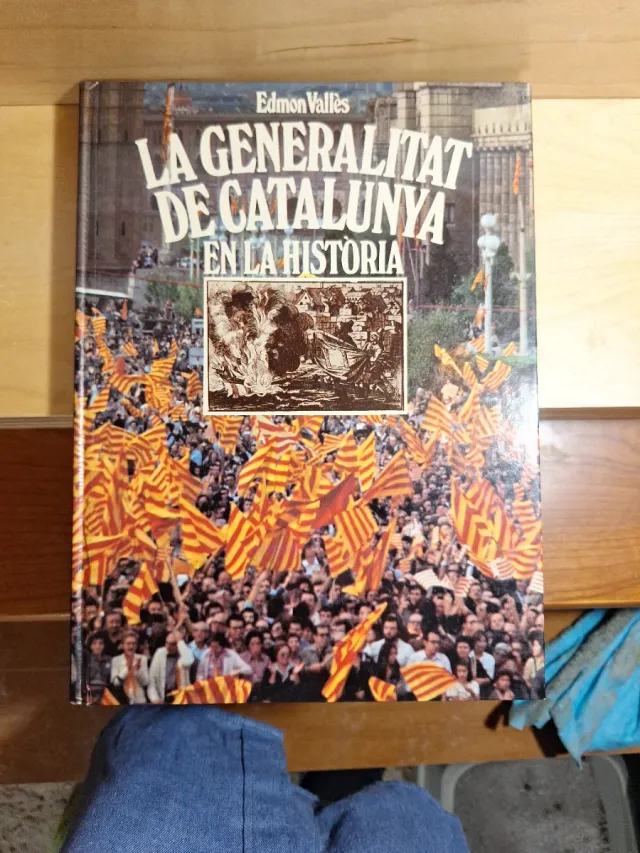 Edmon Vallès
LA GENERALITAT
DE CATALUNYA
EN LA HISTÒRIA